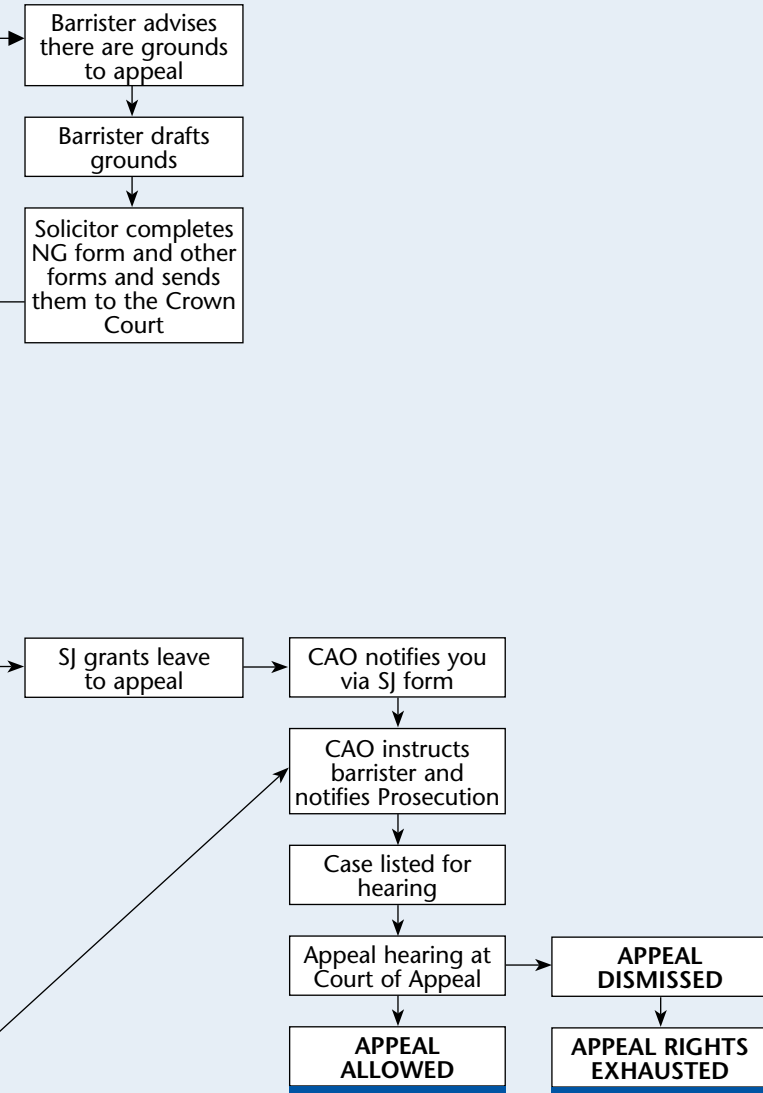 Barrister advises
there are grounds
to appeal
Barrister drafts
grounds
Solicitor completes
NG form and other
forms and sends
them to the Crown
Court
SJ grants leave
to appeal
CAO notifies you
via SJ form
CAO instructs
barrister and
notifies Prosecution
Case listed for
hearing
Appeal hearing at
Court of Appeal
APPEAL
DISMISSED
APPEAL
ALLOWED
APPEAL RIGHTS
EXHAUSTED